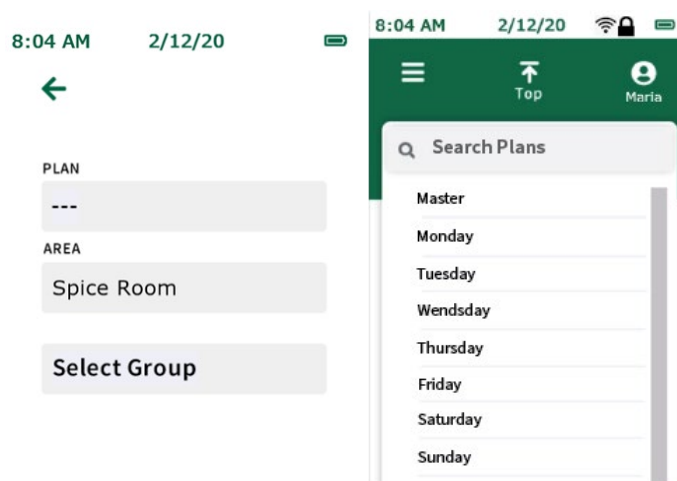 8:04 AM 2/12/20
PLAN
---
AREA
Spice Room
Select Group
8:04 AM 2/12/20
Top
Maria
Search Plans
Master
Monday
Tuesday
Wendsday
Thursday
Friday
Saturday
Sunday